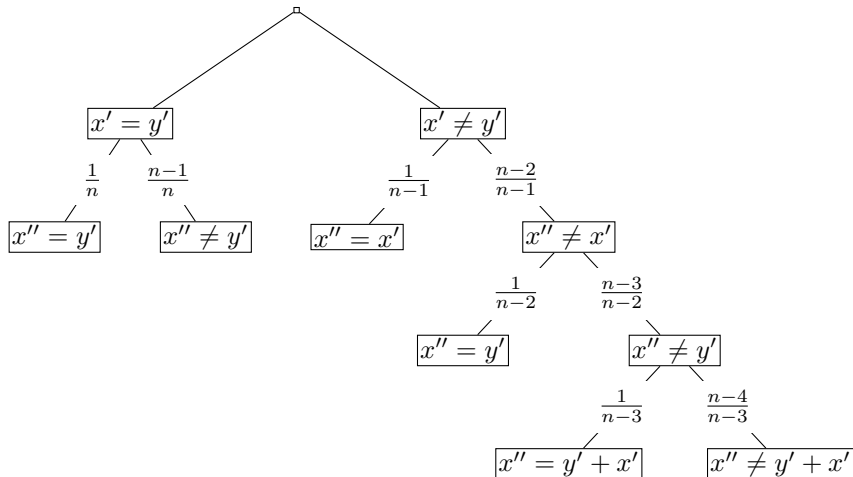 x′ = y′ x′ ≠ y′
1/n n−1/n 1/n−1 n−2/n−1
x′′ = y′ x′′ ≠ y′ x′′ = x′ x′′ ≠ x′
1/n−2 n−3/n−2
x′′ = y′ x′′ ≠ y′
1/n−3 n−4/n−3
x′′ = y′ + x′ x′′ ≠ y′ + x′